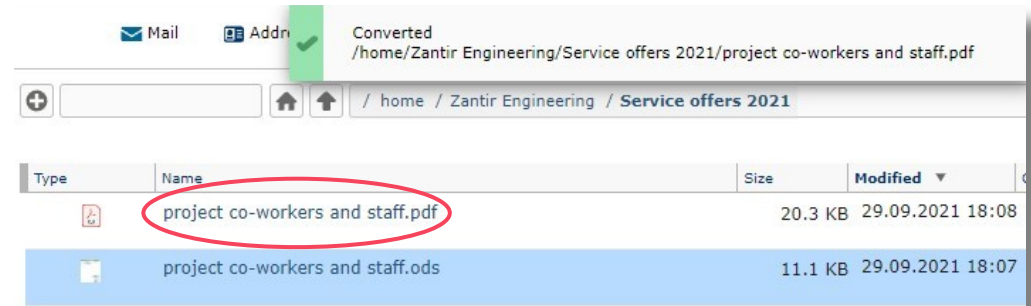 Mail
Addr
Converted
/home/Zantir Engineering/Service offers 2021/project co-workers and staff.pdf
/ home / Zantir Engineering / Service offers 2021
Type Name Size Modified ▼
project co-workers and staff.pdf 20.3 KB 29.09.2021 18:08
project co-workers and staff.ods 11.1 KB 29.09.2021 18:07